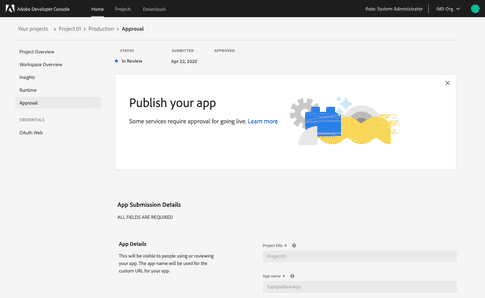 Adobe Developer Console
Home
Projects
Downloads
Role: System Administrator
IMS Org
Your projects > Project 01 > Production > Approval
Project Overview
Workspace Overview
Insights
Runtime
Approval
CREDENTIALS
OAuth Web
STATUS
SUBMITTED
APPROVED
In Review
Apr 22, 2020
Publish your app
Some services require approval for going live. Learn more
App Submission Details
ALL FIELDS ARE REQUIRED
App Details
This will be visible to people using or reviewing
your app. The app name will be used for the
custom URL for your app.
Project title
Project01
App name
SampleNewApp